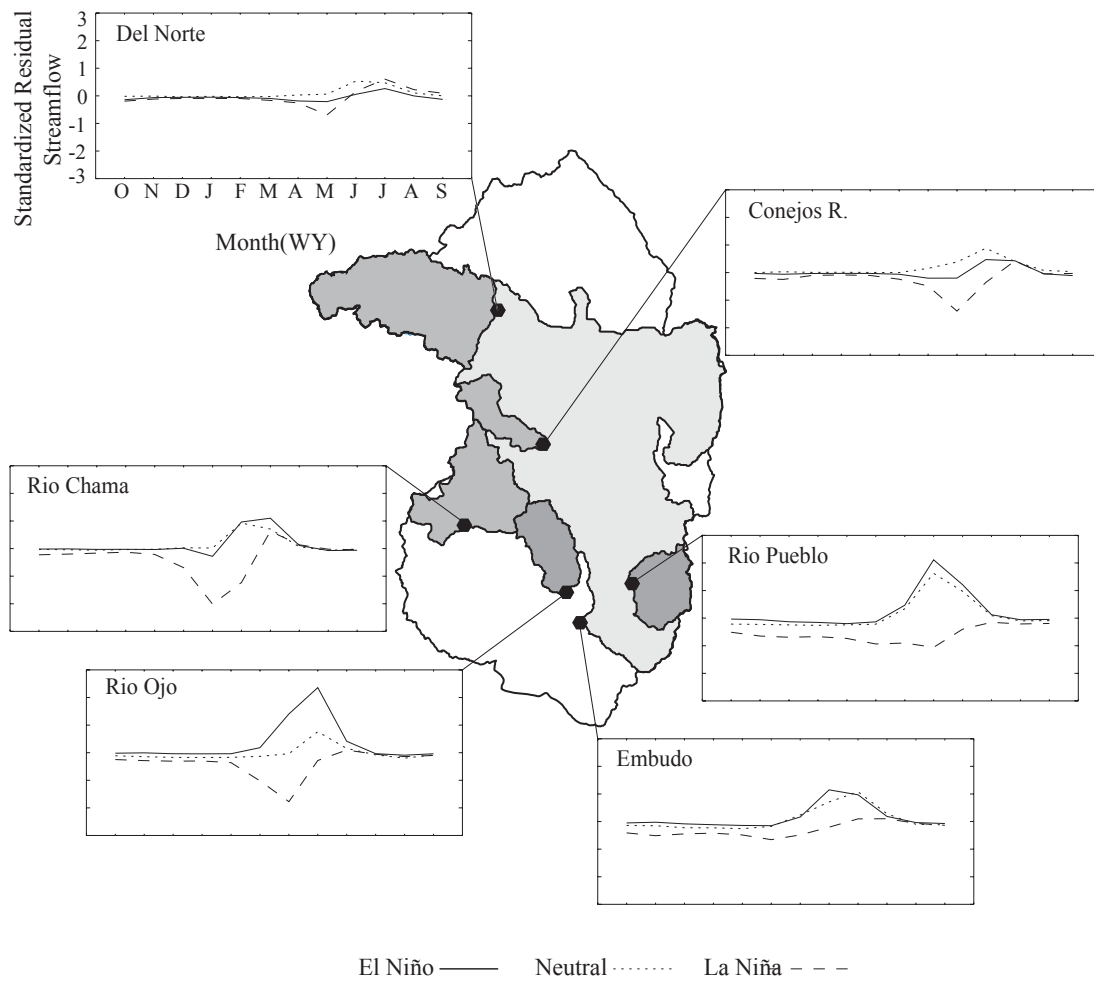 Del Norte
Standardized Residual
Streamflow
3
2
1
0
-1
-2
-3
O N D J F M A M J J A S
Month(WY)
Conejos R.
Rio Chama
Rio Pueblo
Rio Ojo
Embudo
El Niño Neutral La Niña